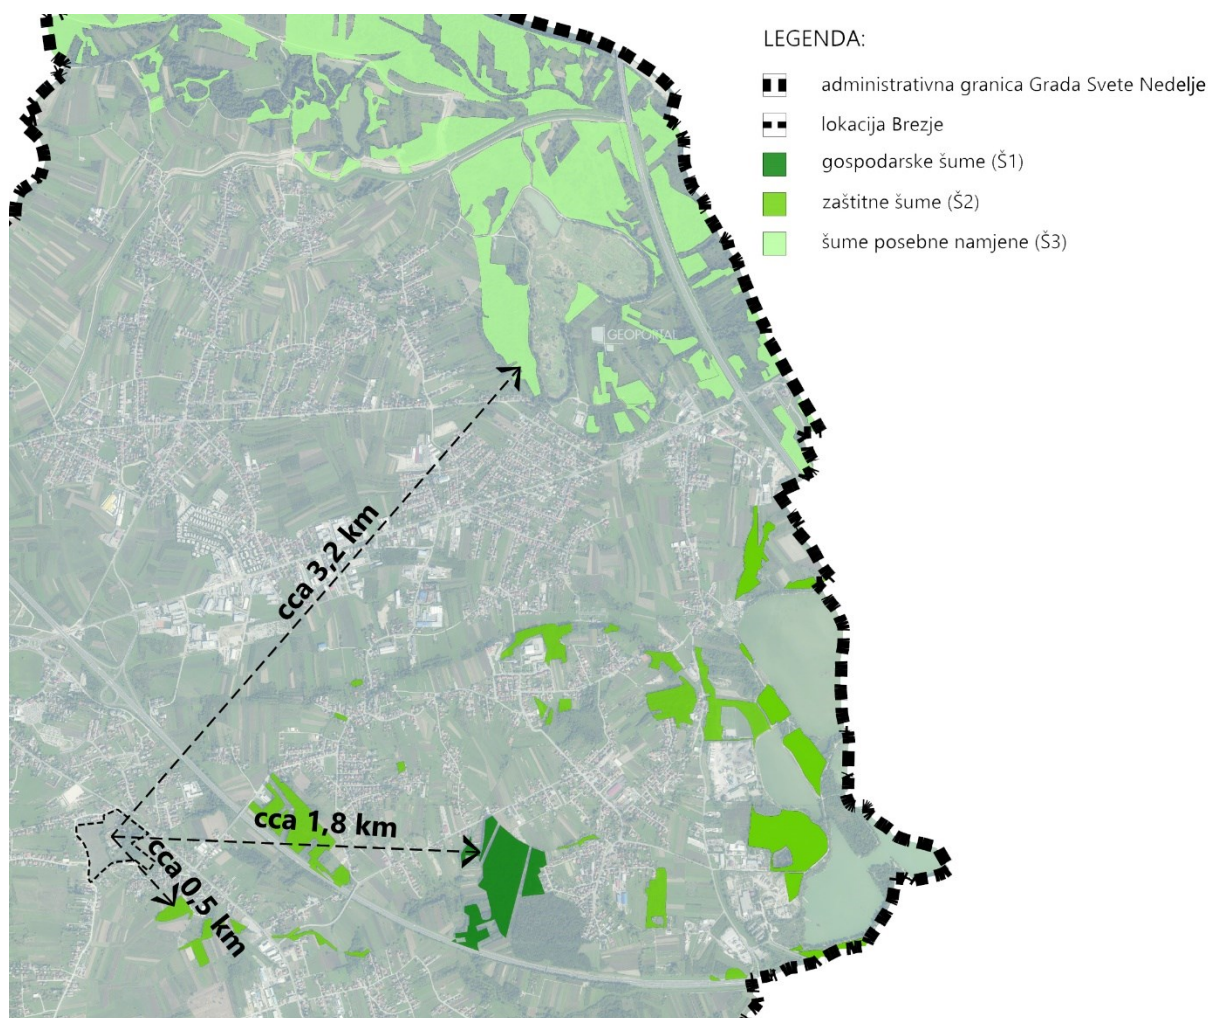 LEGENDA:
administrativna granica Grada Svete Nedelje
lokacija Brezje
gospodarske šume (Š1)
zaštitne šume (Š2)
šume posebne namjene (Š3)
GEOPORTAL
cca 3,2 km
cca 1,8 km
cca 0,5 km